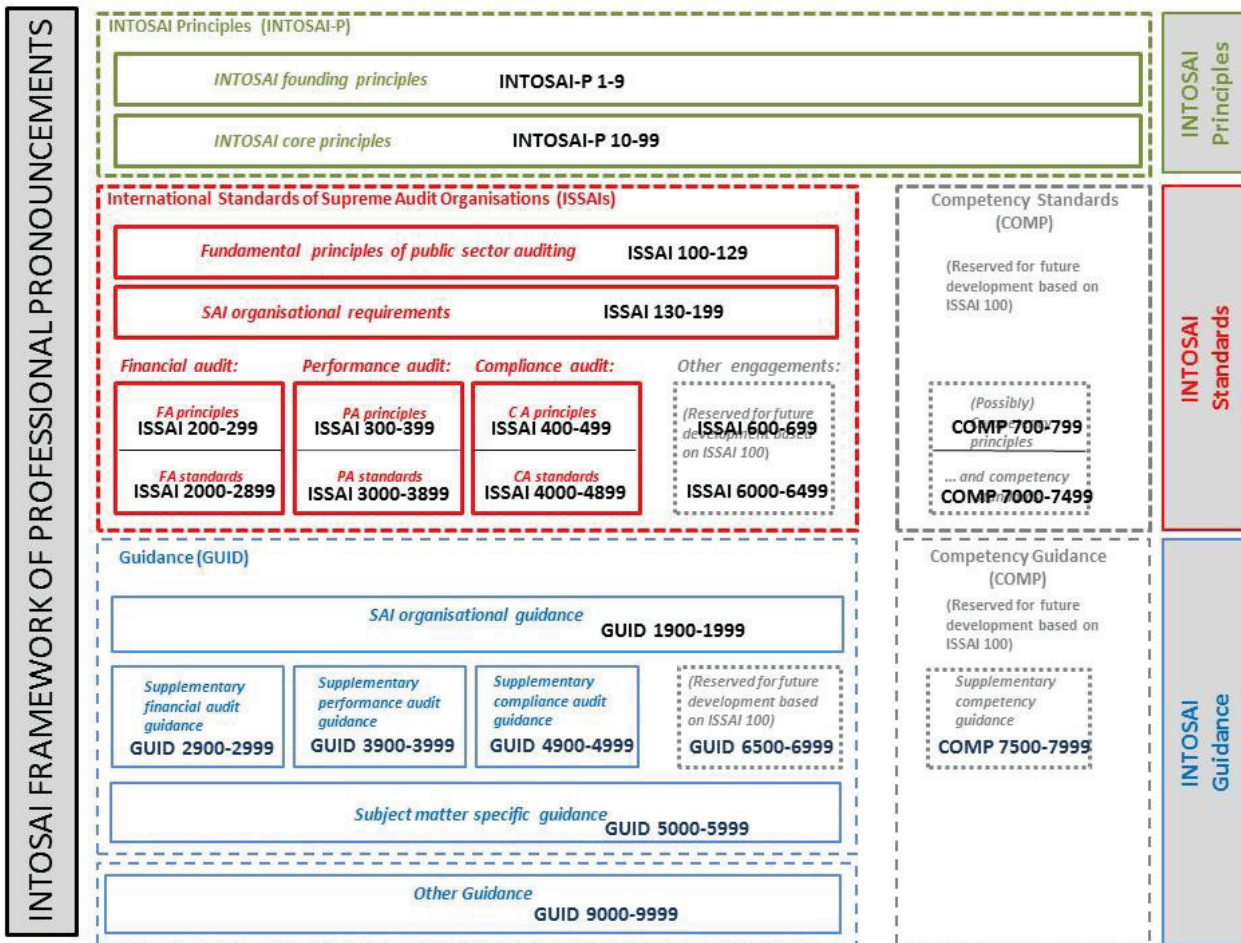 INTOSAI FRAMEWORK OF PROFESSIONAL PRONOUNCEMENTS
INTOSAI Principles (INTOSAI-P)
INTOSAI founding principles INTOSAI-P 1-9
INTOSAI core principles INTOSAI-P 10-99
INTOSAI
Principles
International Standards of Supreme Audit Organisations (ISSAIs)
Fundamental principles of public sector auditing ISSAI 100-129
SAI organisational requirements ISSAI 130-199
Financial audit:
FA principles
ISSAI 200-299
FA standards
ISSAI 2000-2899
Performance audit:
PA principles
ISSAI 300-399
PA standards
ISSAI 3000-3899
Compliance audit:
C A principles
ISSAI 400-499
CA standards
ISSAI 4000-4899
Other engagements:
(Reserved for future
development based
on ISSAI 100)
ISSAI 600-699
ISSAI 6000-6499
Competency Standards
(COMP)
(Reserved for future
development based on
ISSAI 100)
(Possibly)
COMP 700-799
principles
... and competency
COMP 7000-7499
INTOSAI
Standards
Guidance (GUID)
SAI organisational guidance
GUID 1900-1999
Supplementary
financial audit
guidance
GUID 2900-2999
Supplementary
performance audit
guidance
GUID 3900-3999
Supplementary
compliance audit
guidance
GUID 4900-4999
(Reserved for future
development based
on ISSAI 100)
GUID 6500-6999
Subject matter specific guidance
GUID 5000-5999
Other Guidance
GUID 9000-9999
Competency Guidance
(COMP)
(Reserved for future
development based on
ISSAI 100)
Supplementary
competency
guidance
COMP 7500-7999
INTOSAI
Guidance